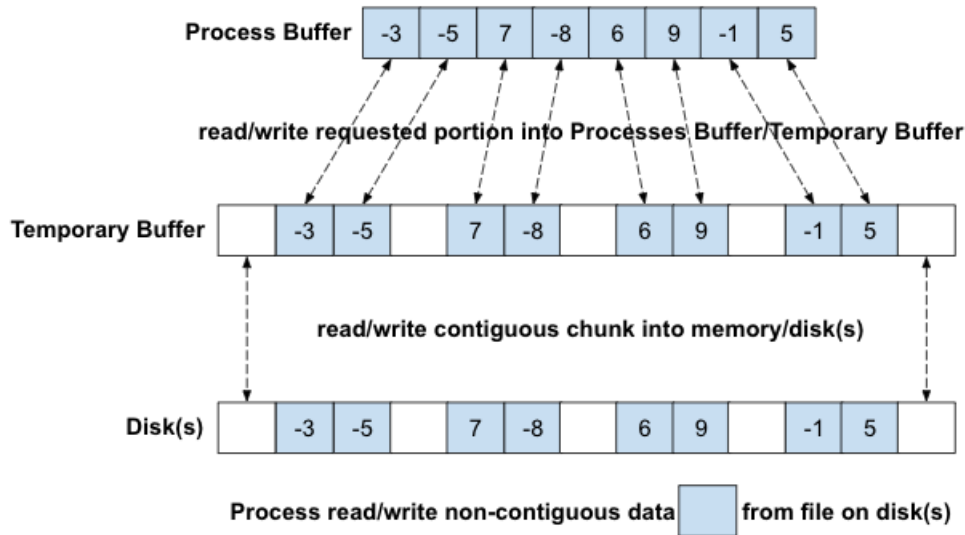 Process Buffer -3 -5 7 -8 6 9 -1 5
read/write requested portion into Processes Buffer/Temporary Buffer
Temporary Buffer -3 -5 7 -8 6 9 -1 5
read/write contiguous chunk into memory/disk(s)
Disk(s) -3 -5 7 -8 6 9 -1 5
Process read/write non-contiguous data from file on disk(s)